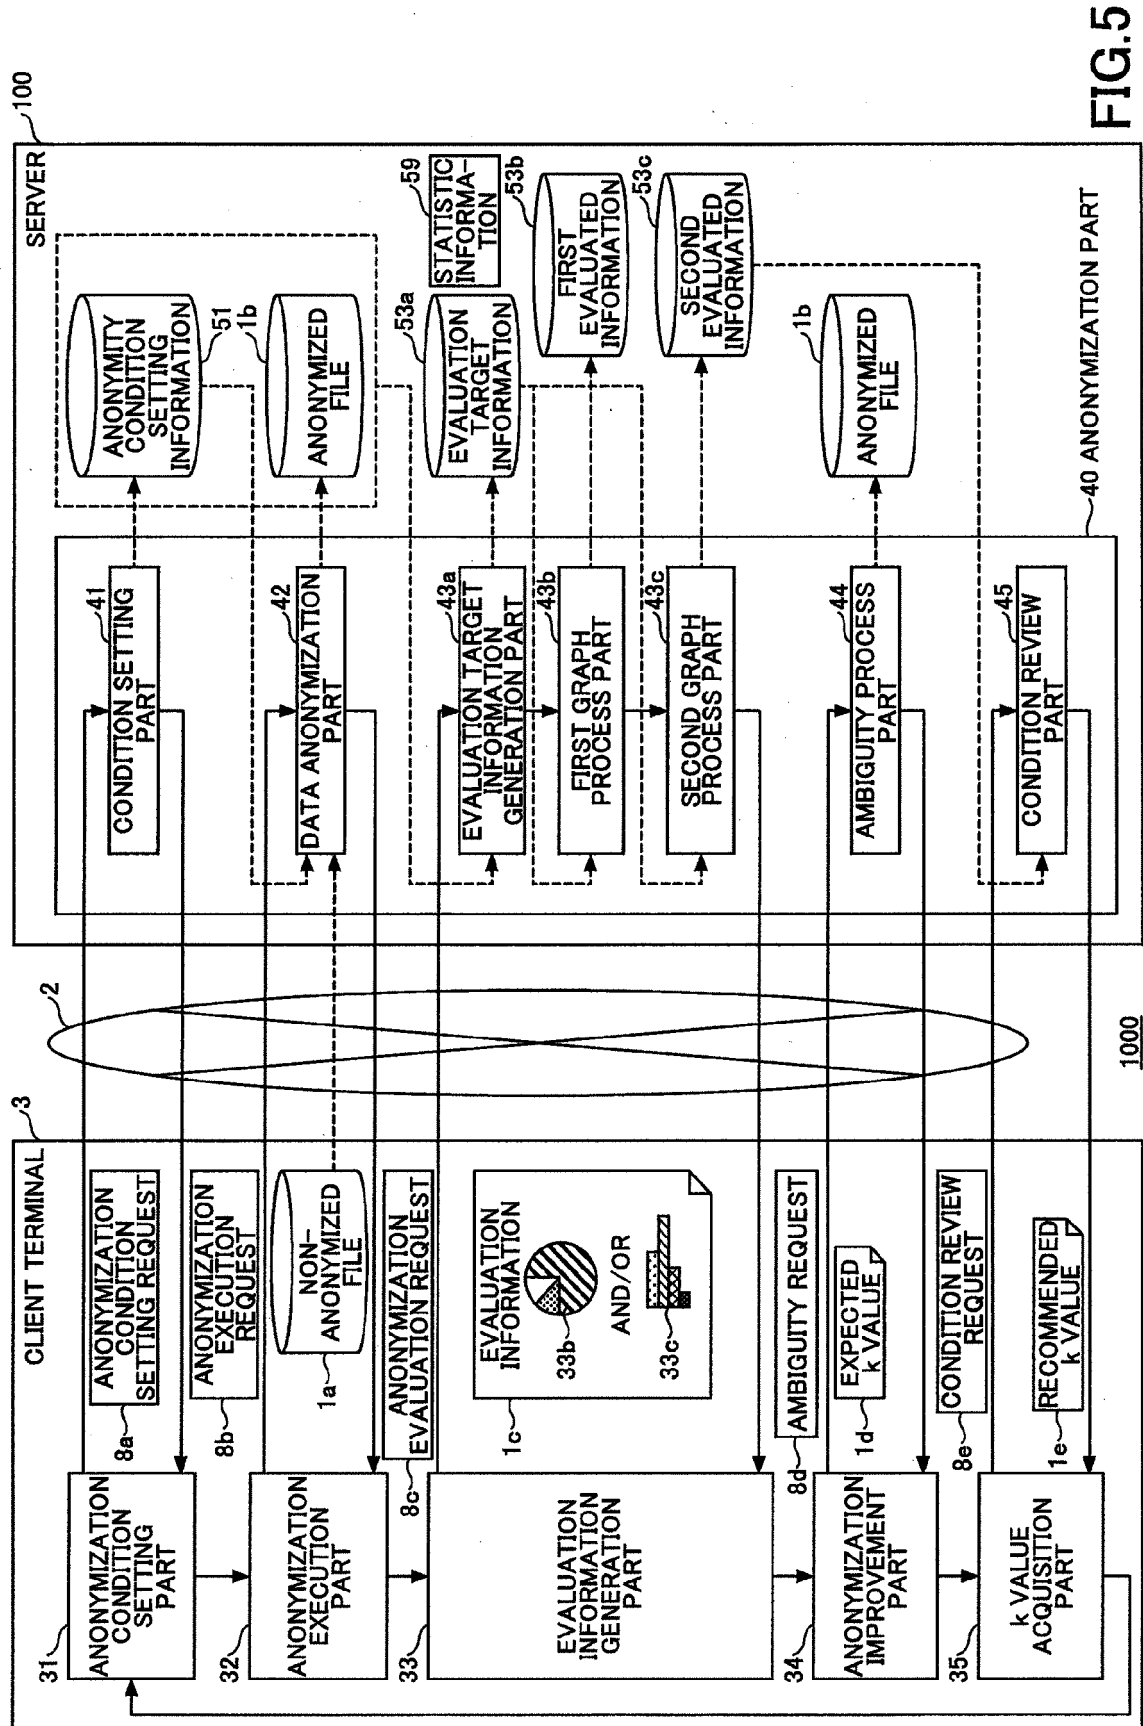 FIG.5
1000
CLIENT TERMINAL
3
31
ANONYMIZATION
CONDITION
SETTING
PART
8a
ANONYMIZATION
CONDITION
SETTING REQUEST
32
ANONYMIZATION
EXECUTION
PART
8b
ANONYMIZATION
EXECUTION
REQUEST
1a
NON-
ANONYMIZED
FILE
33
EVALUATION
INFORMATION
GENERATION
PART
8c
ANONYMIZATION
EVALUATION REQUEST
1c
EVALUATION
INFORMATION
33b
AND/OR
33c
34
ANONYMIZATION
IMPROVEMENT
PART
8d
AMBIGUITY REQUEST
1d
EXPECTED
k VALUE
35
k VALUE
ACQUISITION
PART
8e
CONDITION REVIEW
REQUEST
1e
RECOMMENDED
k VALUE
2
SERVER
100
40 ANONYMIZATION PART
41
CONDITION SETTING
PART
42
DATA ANONYMIZATION
PART
43a
EVALUATION TARGET
INFORMATION
GENERATION PART
43b
FIRST GRAPH
PROCESS PART
43c
SECOND GRAPH
PROCESS PART
44
AMBIGUITY PROCESS
PART
45
CONDITION REVIEW
PART
ANONYMITY
CONDITION
SETTING
INFORMATION
51
1b
ANONYMIZED
FILE
53a
EVALUATION
TARGET
INFORMATION
59
STATISTIC
INFORMA-
TION
53b
FIRST
EVALUATED
INFORMATION
53c
SECOND
EVALUATED
INFORMATION
1b
ANONYMIZED
FILE